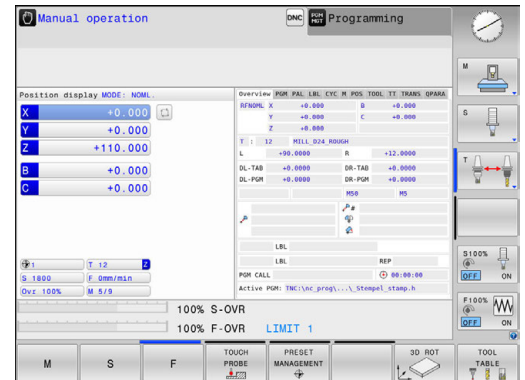 Manual operation
DNC
PGM MGT
Programming
Position display MODE: NOML.
X +0.000
Y +0.000
Z +110.000
B +0.000
C +0.000
1
T 12 Z
S 1800
F 0mm/min
Ovr 100%
M 5/9
Overview PGM PAL LBL CYC M POS TOOL TT TRANS QPARA
RFNOML X +0.000 B +0.000
Y +0.000 C +0.000
Z +0.000
T : 12 MILL_D24_ROUGH
L +90.0000 R +12.0000
DL-TAB +0.0000 DR-TAB +0.0000
DL-PGM +0.0000 DR-PGM +0.0000
M50 M5
P#
P
LBL
LBL REP
PGM CALL 00:00:00
Active PGM: TNC:\nc_prog\...\_Stempel_stamp.h
100% S-OVR
100% F-OVR LIMIT 1
M
S
T
S100%
OFF ON
F100% W
OFF ON
M
S
F
TOUCH PROBE
PRESET MANAGEMENT
3D ROT
TOOL TABLE